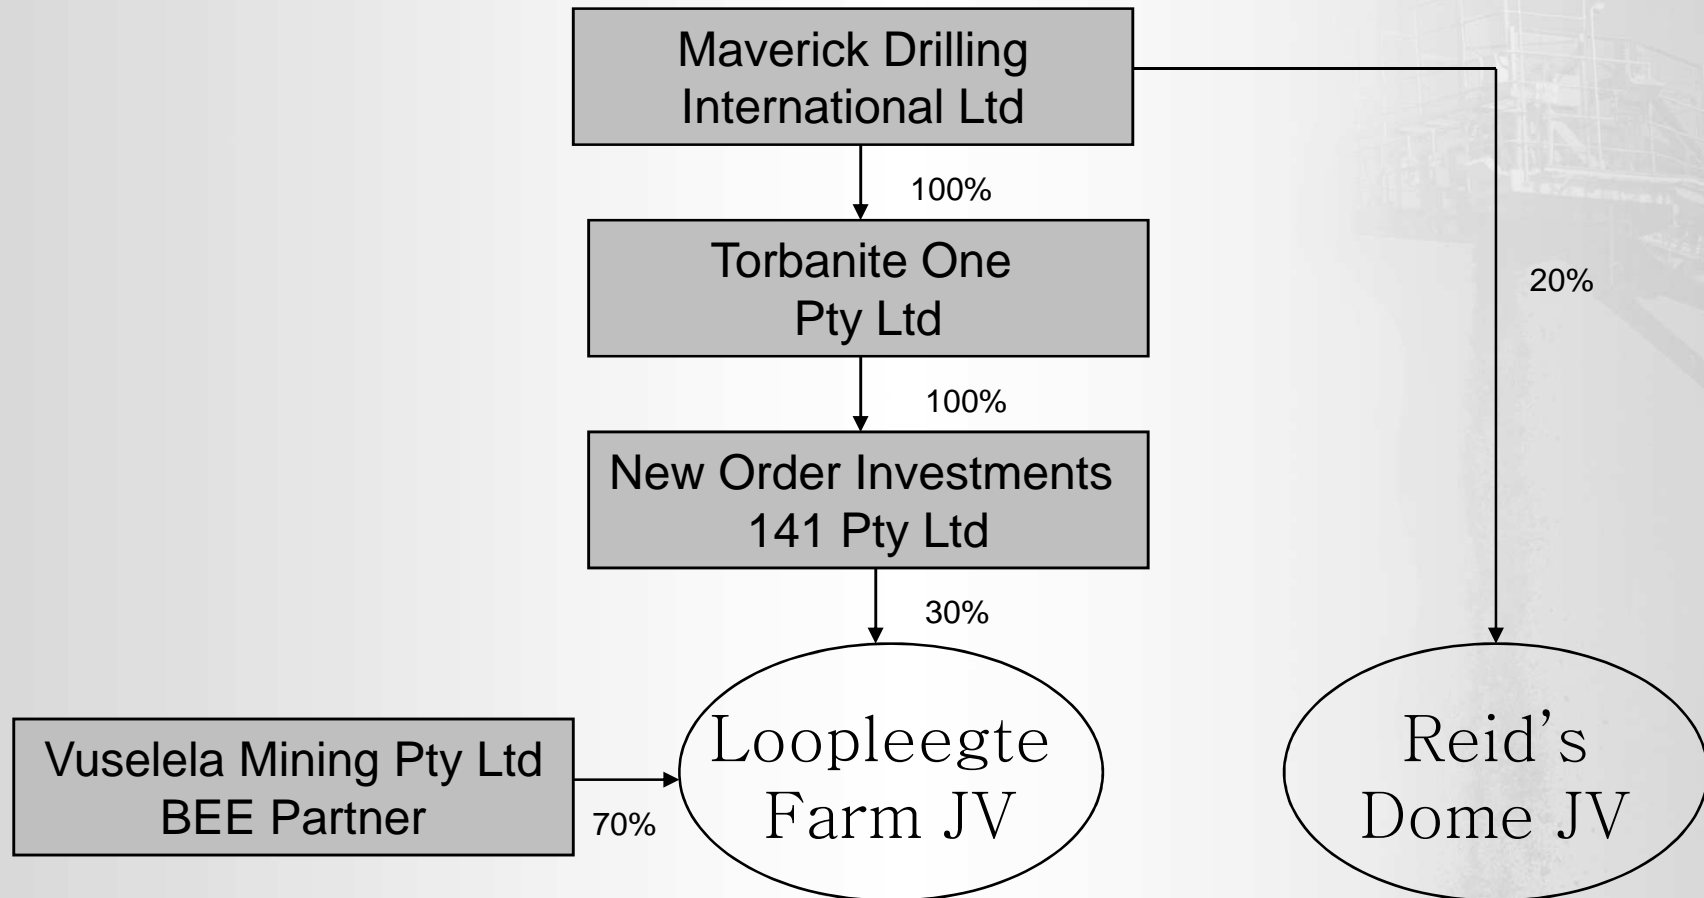 Maverick Drilling
International Ltd
100%
Torbanite One
Pty Ltd
20%
100%
New Order Investments
141 Pty Ltd
30%
Vuselela Mining Pty Ltd
BEE Partner
70%
Loopleegte
Farm JV
Reid’s
Dome JV